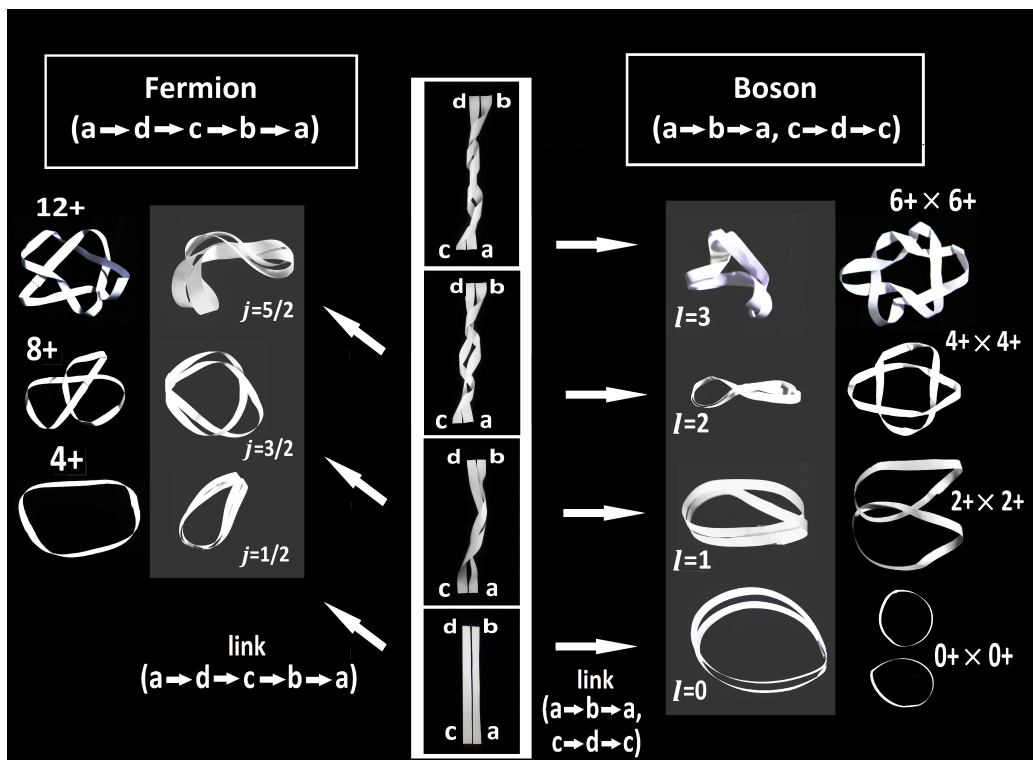 Fermion
(a→d→c→b→a)
12+
j=5/2
8+
j=3/2
4+
j=1/2
link
(a→d→c→b→a)
d b
c a
d b
c a
d b
c a
d b
c a
Boson
(a→b→a, c→d→c)
6+ × 6+
l=3
4+ × 4+
l=2
2+ × 2+
l=1
0+ × 0+
l=0
link
(a→b→a,
c→d→c)